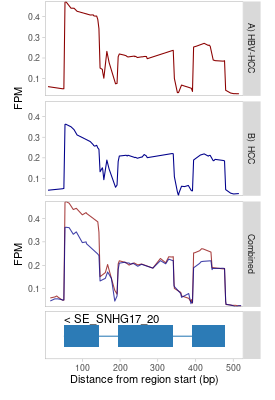 0.4
0.3
0.2
0.1
FPM
A) HBV-HCC
0.4
0.3
0.2
0.1
B) HCC
0.4
0.3
0.2
0.1
FPM
Combined
< SE_SNHG17_20
100 200 300 400 500
Distance from region start (bp)